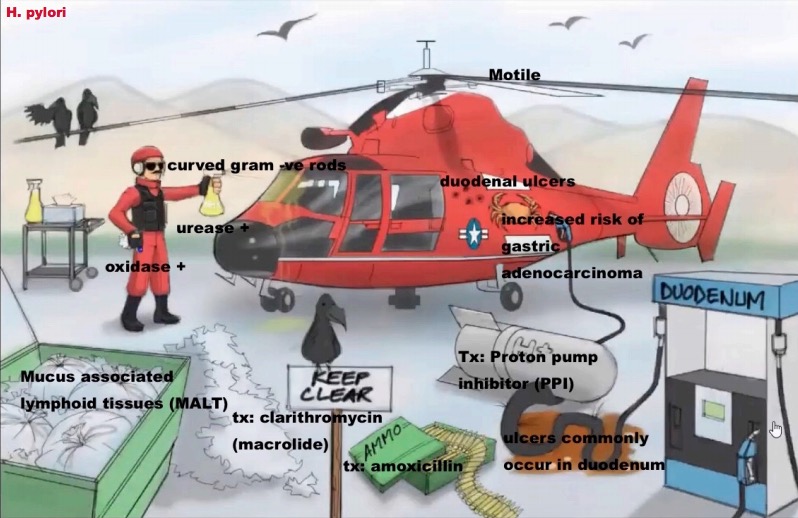 H. pylori
Motile
curved gram -ve rods
duodenal ulcers
urease +
increased risk of
gastric
adenocarcinoma
oxidase +
DUODENUM
H+
Tx: Proton pump
inhibitor (PPI)
KEEP
CLEAR
Mucus associated
lymphoid tissues (MALT)
tx: clarithromycin
(macrolide)
AMMO
tx: amoxicillin
ulcers commonly
occur in duodenum